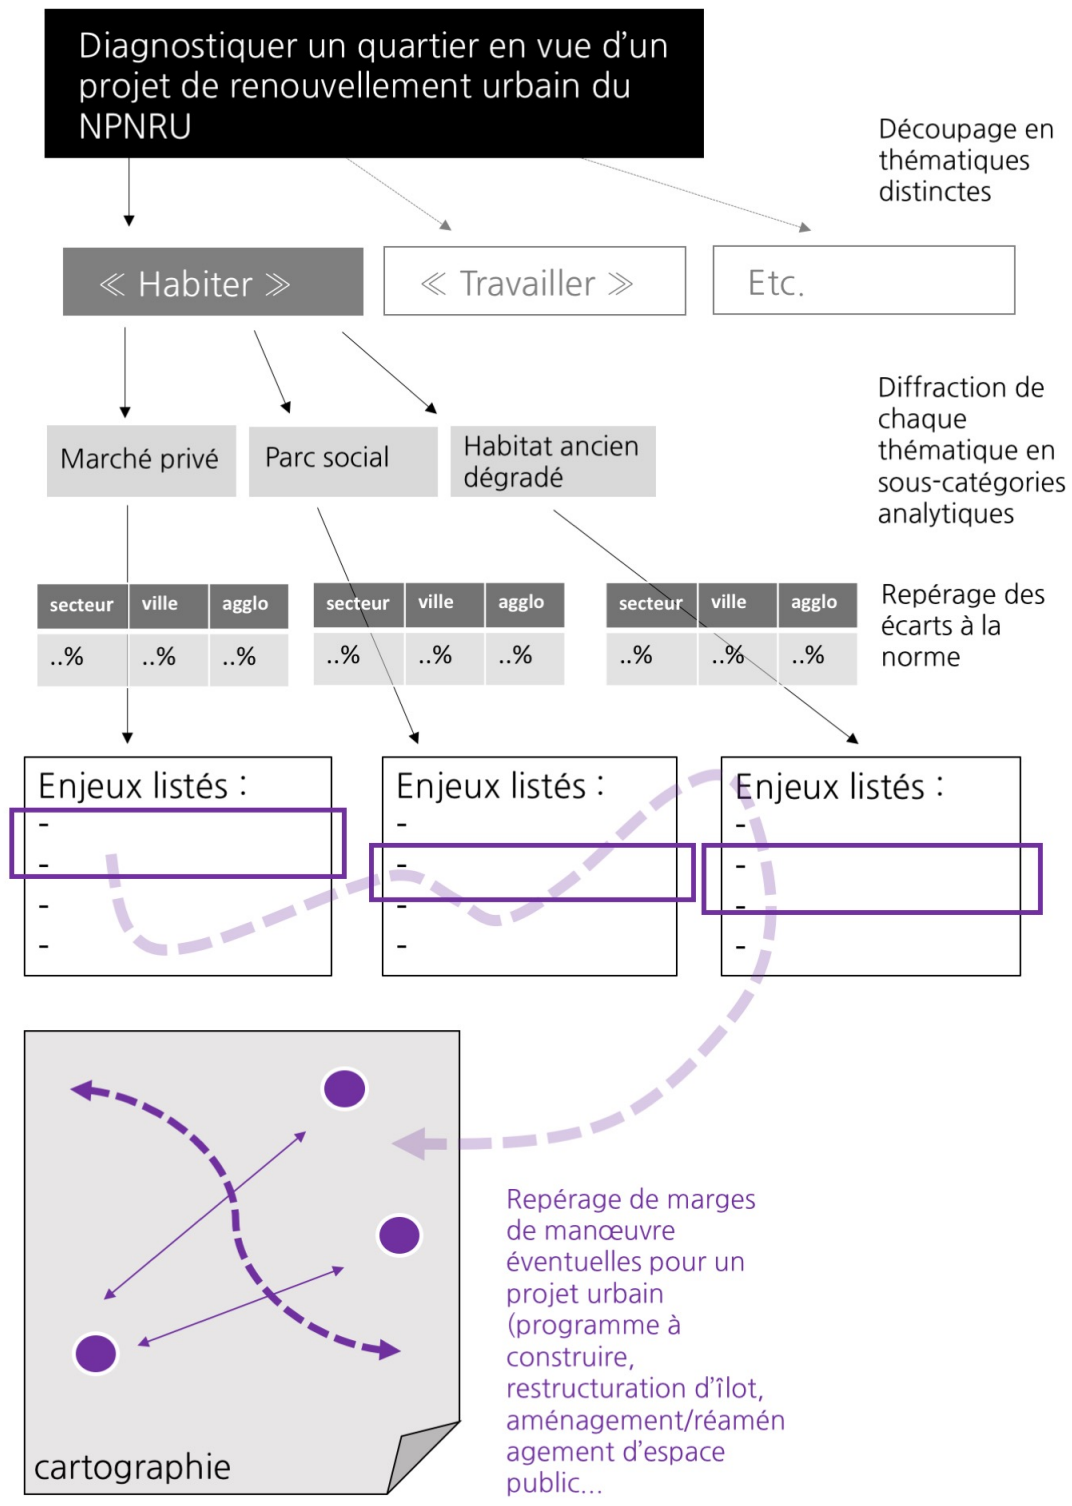 Diagnostiquer un quartier en vue d’un
projet de renouvellement urbain du
NPNRU
Découpage en
thématiques
distinctes
≪ Habiter ≫
≪ Travailler ≫
Etc.
Diffraction de
chaque
thématique en
sous-catégories
analytiques
Marché privé
Parc social
Habitat ancien
dégradé
secteur ville agglo
..% ..% ..%
secteur ville agglo
..% ..% ..%
secteur ville agglo
..% ..% ..%
Repérage des
écarts à la
norme
Enjeux listés :
-
-
-
-
Enjeux listés :
-
-
-
-
Enjeux listés :
-
-
-
-
Repérage de marges
de manœuvre
éventuelles pour un
projet urbain
(programme à
construire,
restructuration d’îlot,
aménagement/réamén
agement d’espace
public...
cartographie